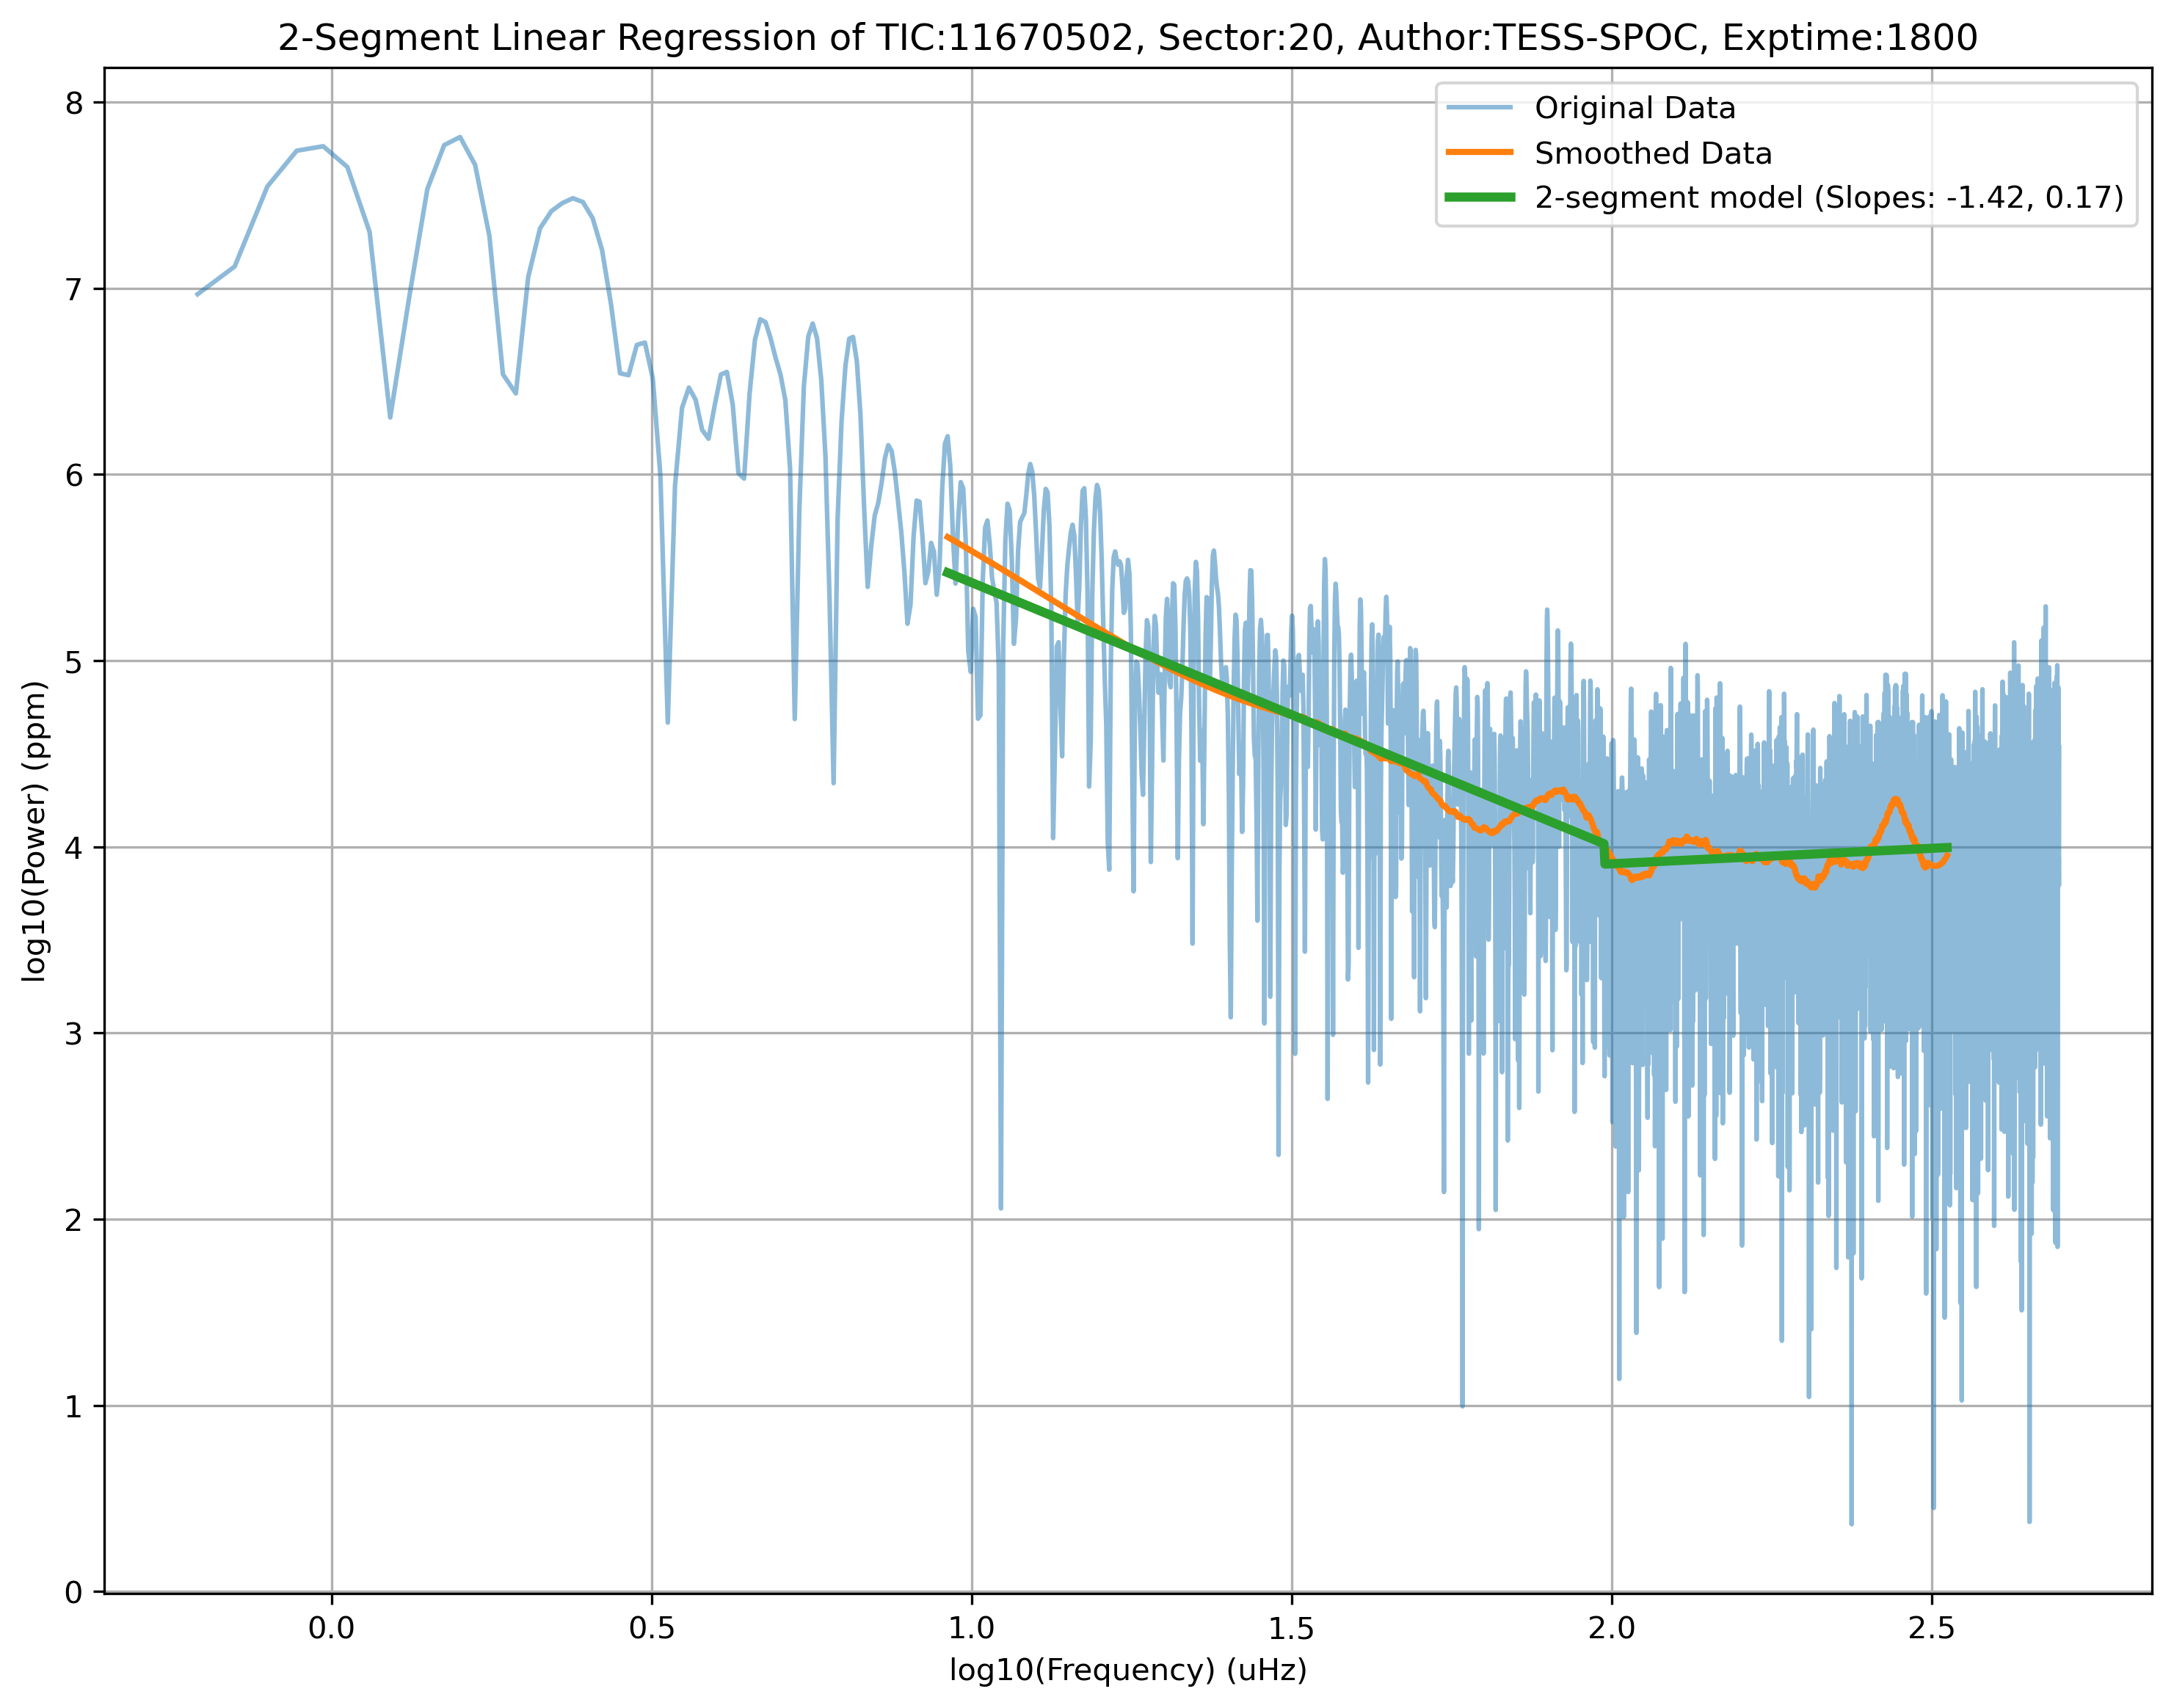 2-Segment Linear Regression of TIC:11670502, Sector:20, Author:TESS-SPOC, Exptime:1800
Original Data
Smoothed Data
2-segment model (Slopes: -1.42, 0.17)
log10(Power) (ppm)
8
7
6
5
4
3
2
1
0
0.0 0.5 1.0 1.5 2.0 2.5
log10(Frequency) (uHz)